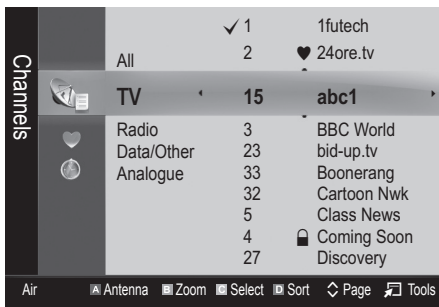 Channels
✓ 1 1futech
All 2 ♥ 24ore.tv
TV 15 abc1
Radio 3 BBC World
Data/Other 23 bid-up.tv
Analogue 33 Boonerang
32 Cartoon Nwk
5 Class News
4 Coming Soon
27 Discovery
Air A Antenna B Zoom C Select D Sort Page Tools